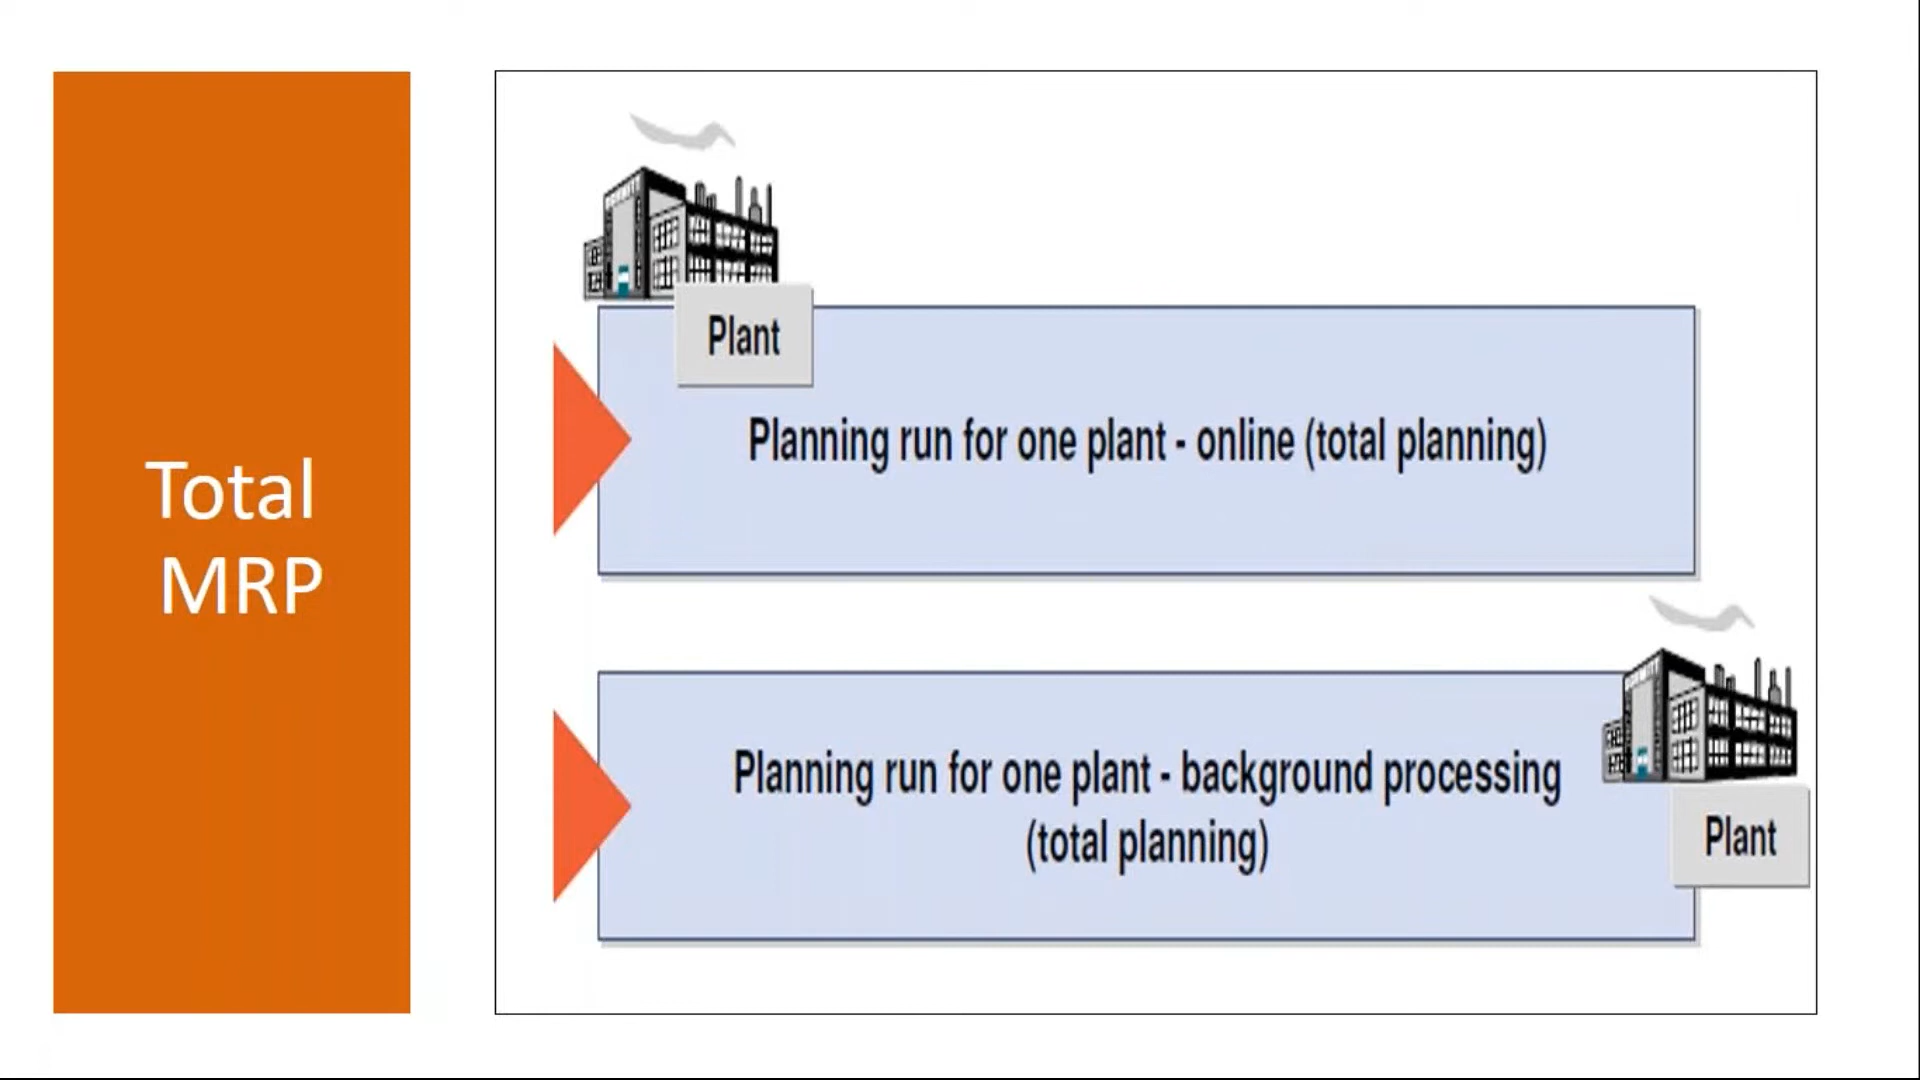 Total
MRP
Plant
Planning run for one plant - online (total planning)
Planning run for one plant - background processing
(total planning)
Plant